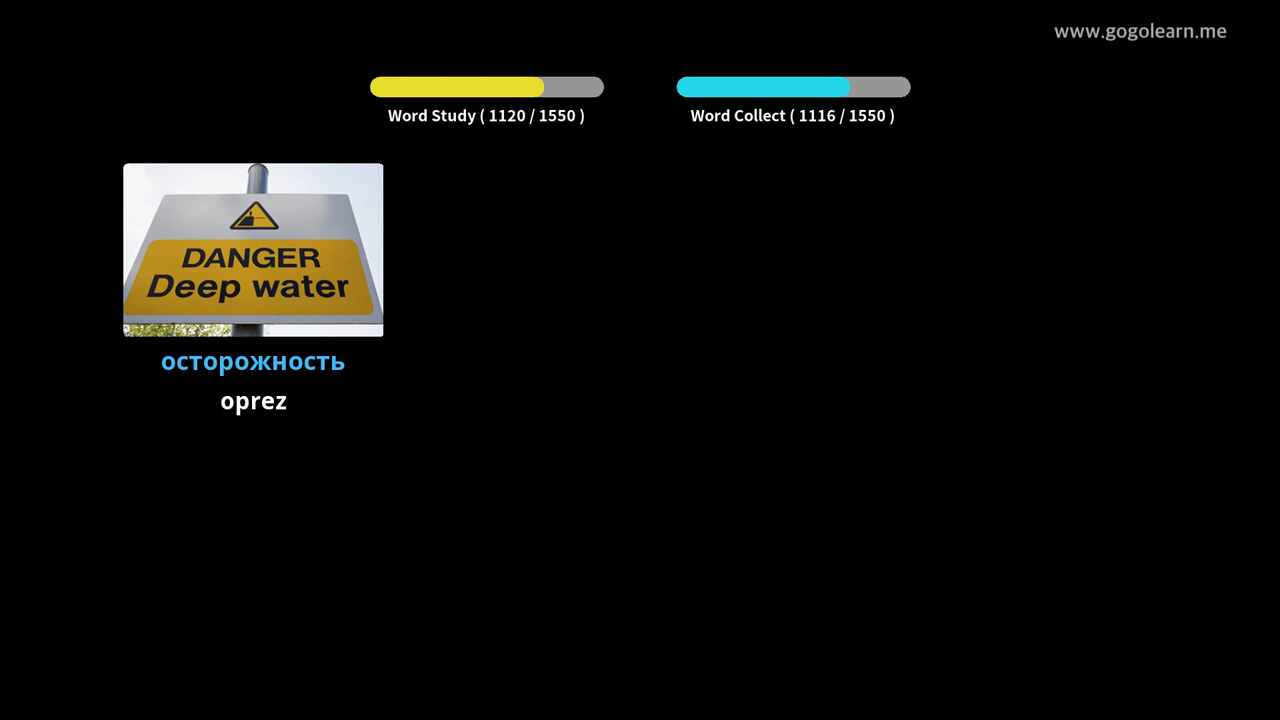 www.gogolearn.me
Word Study ( 1120 / 1550 )
Word Collect ( 1116 / 1550 )
DANGER
Deep water
осторожность
oprez